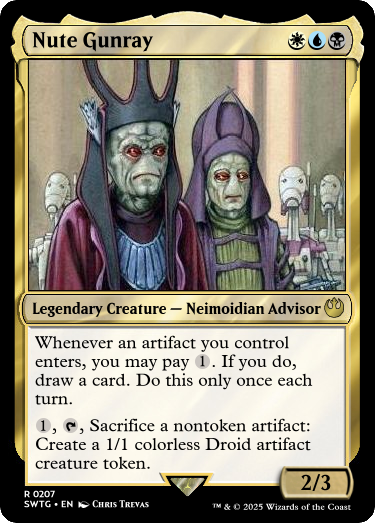 Nute Gunray
Legendary Creature — Neimoidian Advisor
Whenever an artifact you control
enters, you may pay 1. If you do,
draw a card. Do this only once each
turn.
1, , Sacrifice a nontoken artifact:
Create a 1/1 colorless Droid artifact
creature token.
2/3
R 0207
SWTG • EN Chris Trevas
™ & © 2025 Wizards of the Coast